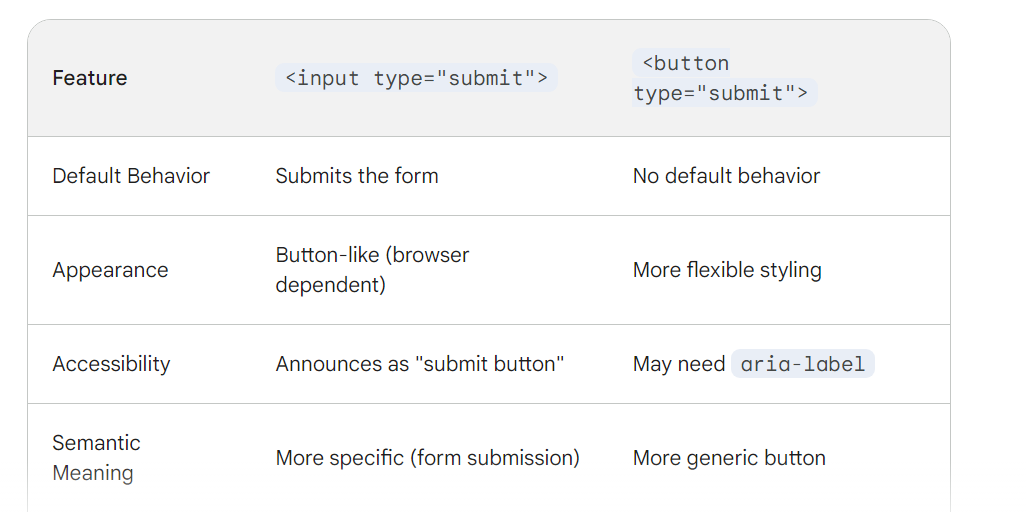 Feature
<input type="submit">
<button
type="submit">
Default Behavior
Submits the form
No default behavior
Appearance
Button-like (browser
dependent)
More flexible styling
Accessibility
Announces as "submit button"
May need aria-label
Semantic
Meaning
More specific (form submission)
More generic button